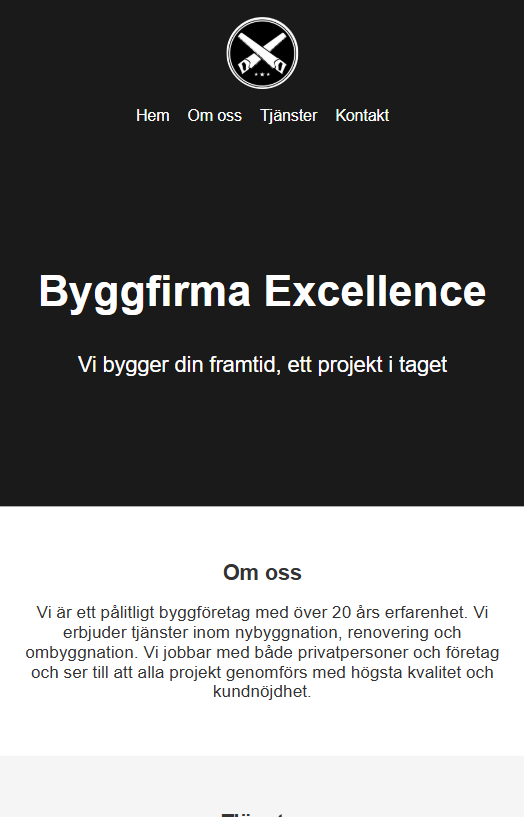 Hem Om oss Tjänster Kontakt
Byggfirma Excellence
Vi bygger din framtid, ett projekt i taget
Om oss
Vi är ett pålitligt byggföretag med över 20 års erfarenhet. Vi
erbjuder tjänster inom nybyggnation, renovering och
ombyggnation. Vi jobbar med både privatpersoner och företag
och ser till att alla projekt genomförs med högsta kvalitet och
kundnöjdhet.